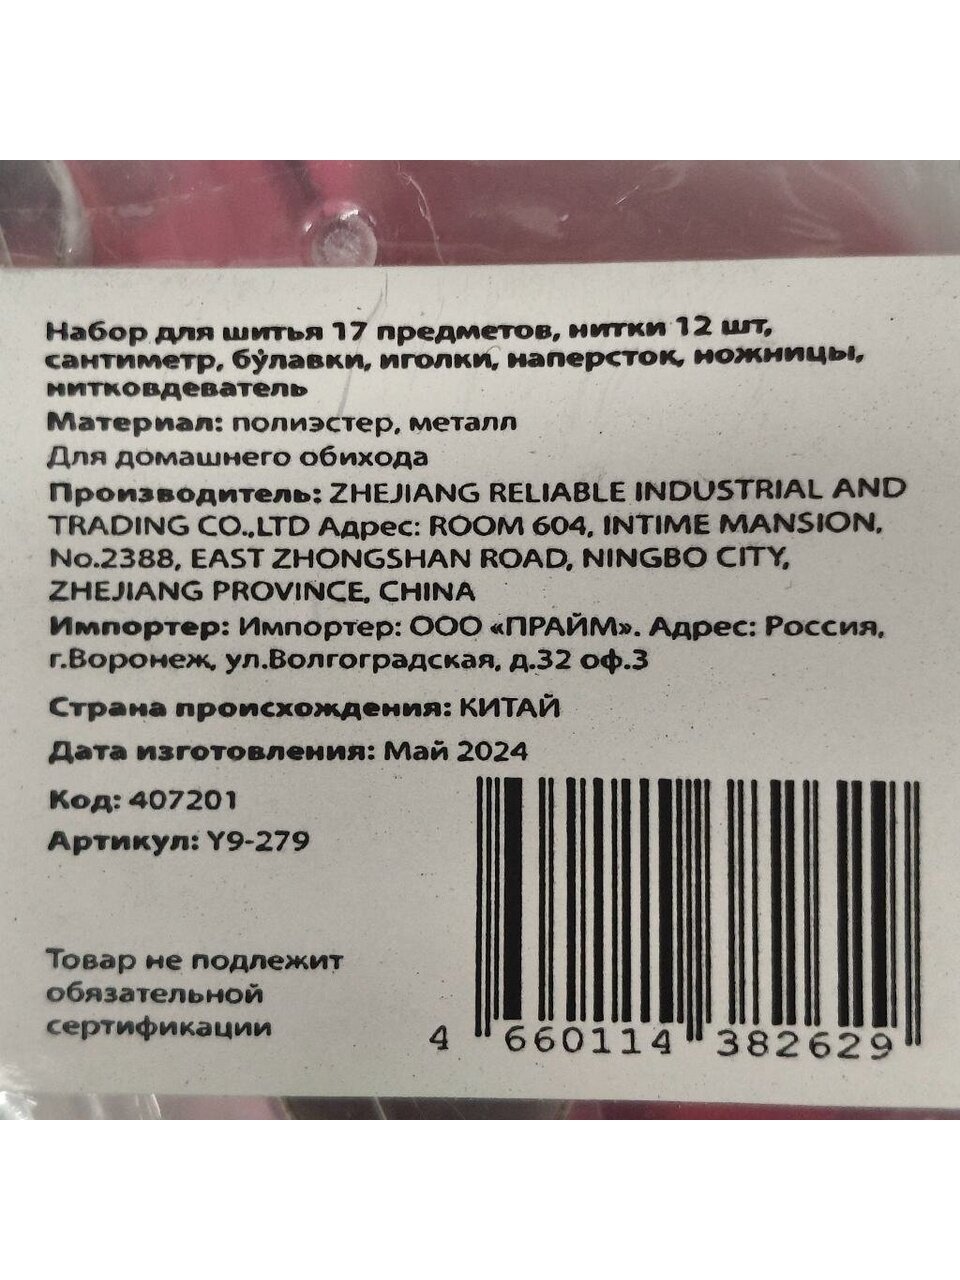 Набор для шитья 17 предметов, нитки 12 шт,
сантиметр, булавки, иголки, наперсток, ножницы,
нитковдеватель
Материал: полиэстер, металл
Для домашнего обихода
Производитель: ZHEJIANG RELIABLE INDUSTRIAL AND
TRADING CO.,LTD Адрес: ROOM 604, INTIME MANSION,
No.2388, EAST ZHONGSHAN ROAD, NINGBO CITY,
ZHEJIANG PROVINCE, CHINA
Импортер: Импортер: ООО «ПРАЙМ». Адрес: Россия,
г.Воронеж, ул.Волгоградская, д.32 оф.3
Страна происхождения: КИТАЙ
Дата изготовления: Май 2024
Код: 407201
Артикул: Y9-279
Товар не подлежит
обязательной
сертификации
4 660114 382629